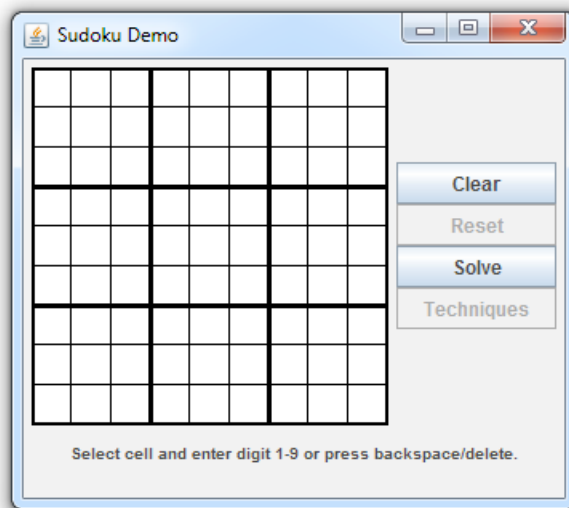 Sudoku Demo
Clear
Reset
Solve
Techniques
Select cell and enter digit 1-9 or press backspace/delete.